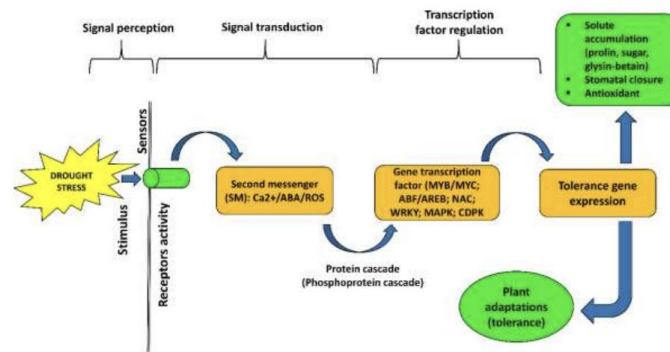 Signal perception
Signal transduction
Transcription
factor regulation
• Solute
accumulation
(prolin, sugar,
glysin-betain)
• Stomatal closure
• Antioxidant
DROUGHT
STRESS
Stimulus
Sensors
Receptors activity
Second messenger
(SM): Ca2+/ABA/ROS
Protein cascade
(Phosphoprotein cascade)
Gene transcription
factor (MYB/MYC;
ABF/AREB; NAC;
WRKY; MAPK; CDPK
Tolerance gene
expression
Plant
adaptations
(tolerance)